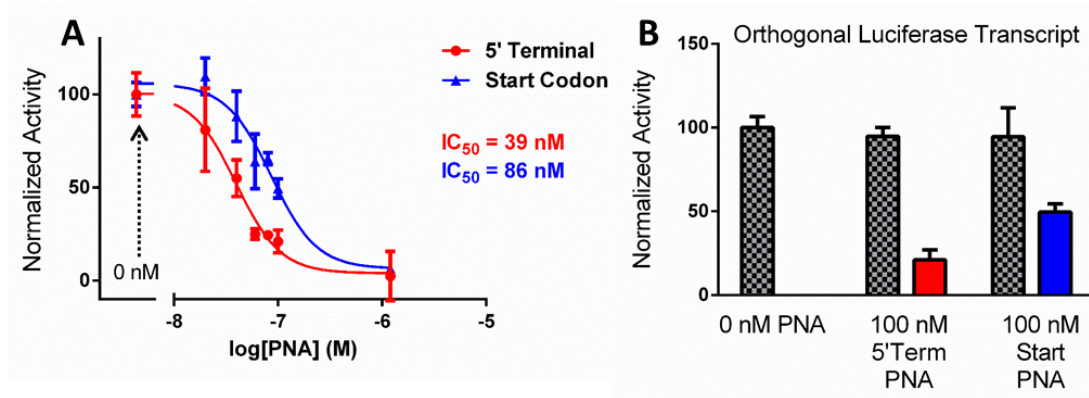 A
Normalized Activity
100
50
0
0 nM
5' Terminal
Start Codon
IC50 = 39 nM
IC50 = 86 nM
-8
-7
-6
-5
log[PNA] (M)
B
Orthogonal Luciferase Transcript
Normalized Activity
150
100
50
0
0 nM PNA
100 nM
5'Term
PNA
100 nM
Start
PNA